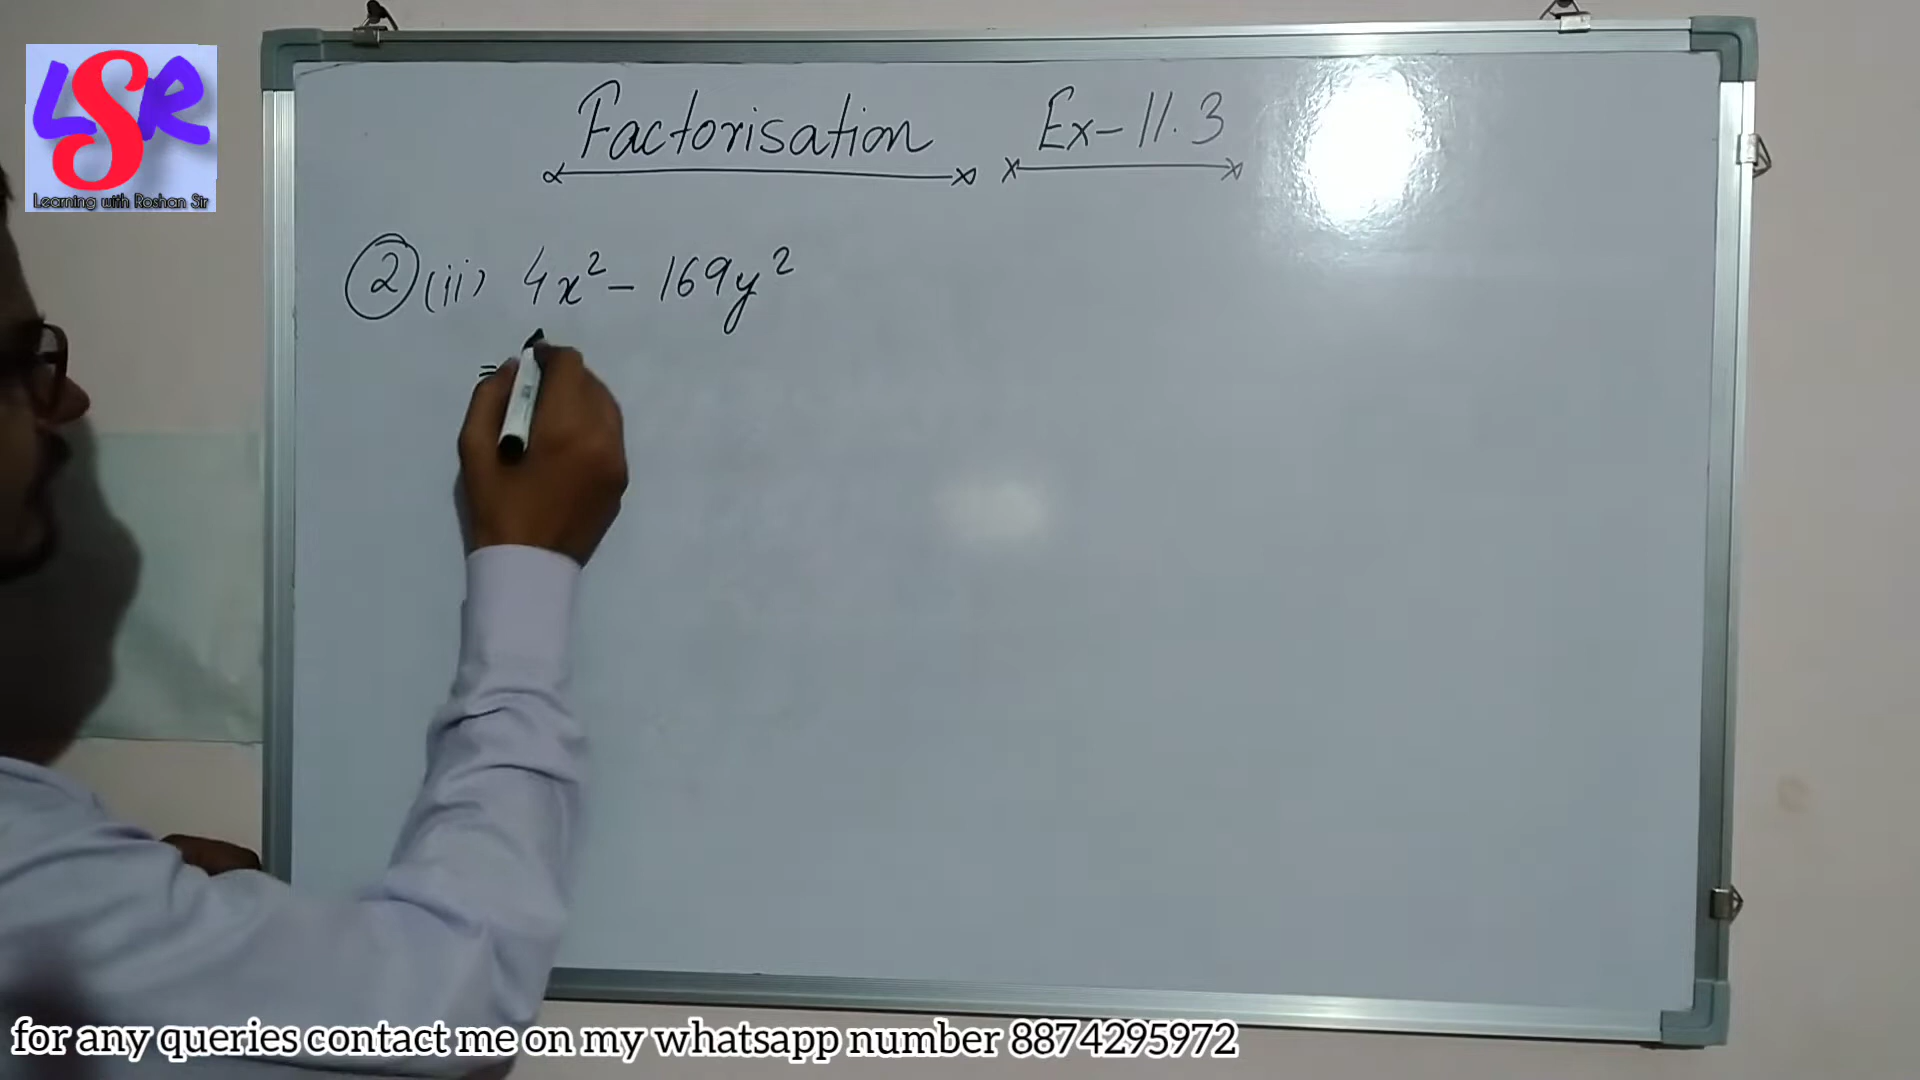 LSR
Learning with Roshan Sir
Factorisation Ex-11.3
2 (ii) 4x² - 169y²
=
for any queries contact me on my whatsapp number 8874295972